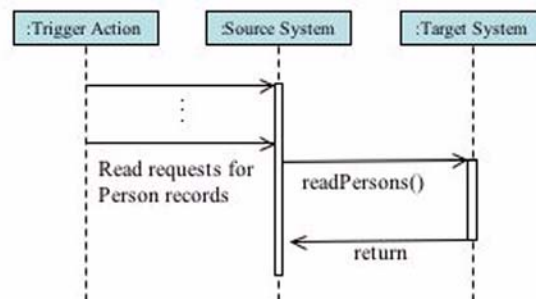 :Trigger Action
:Source System
:Target System
Read requests for
Person records
readPersons()
return